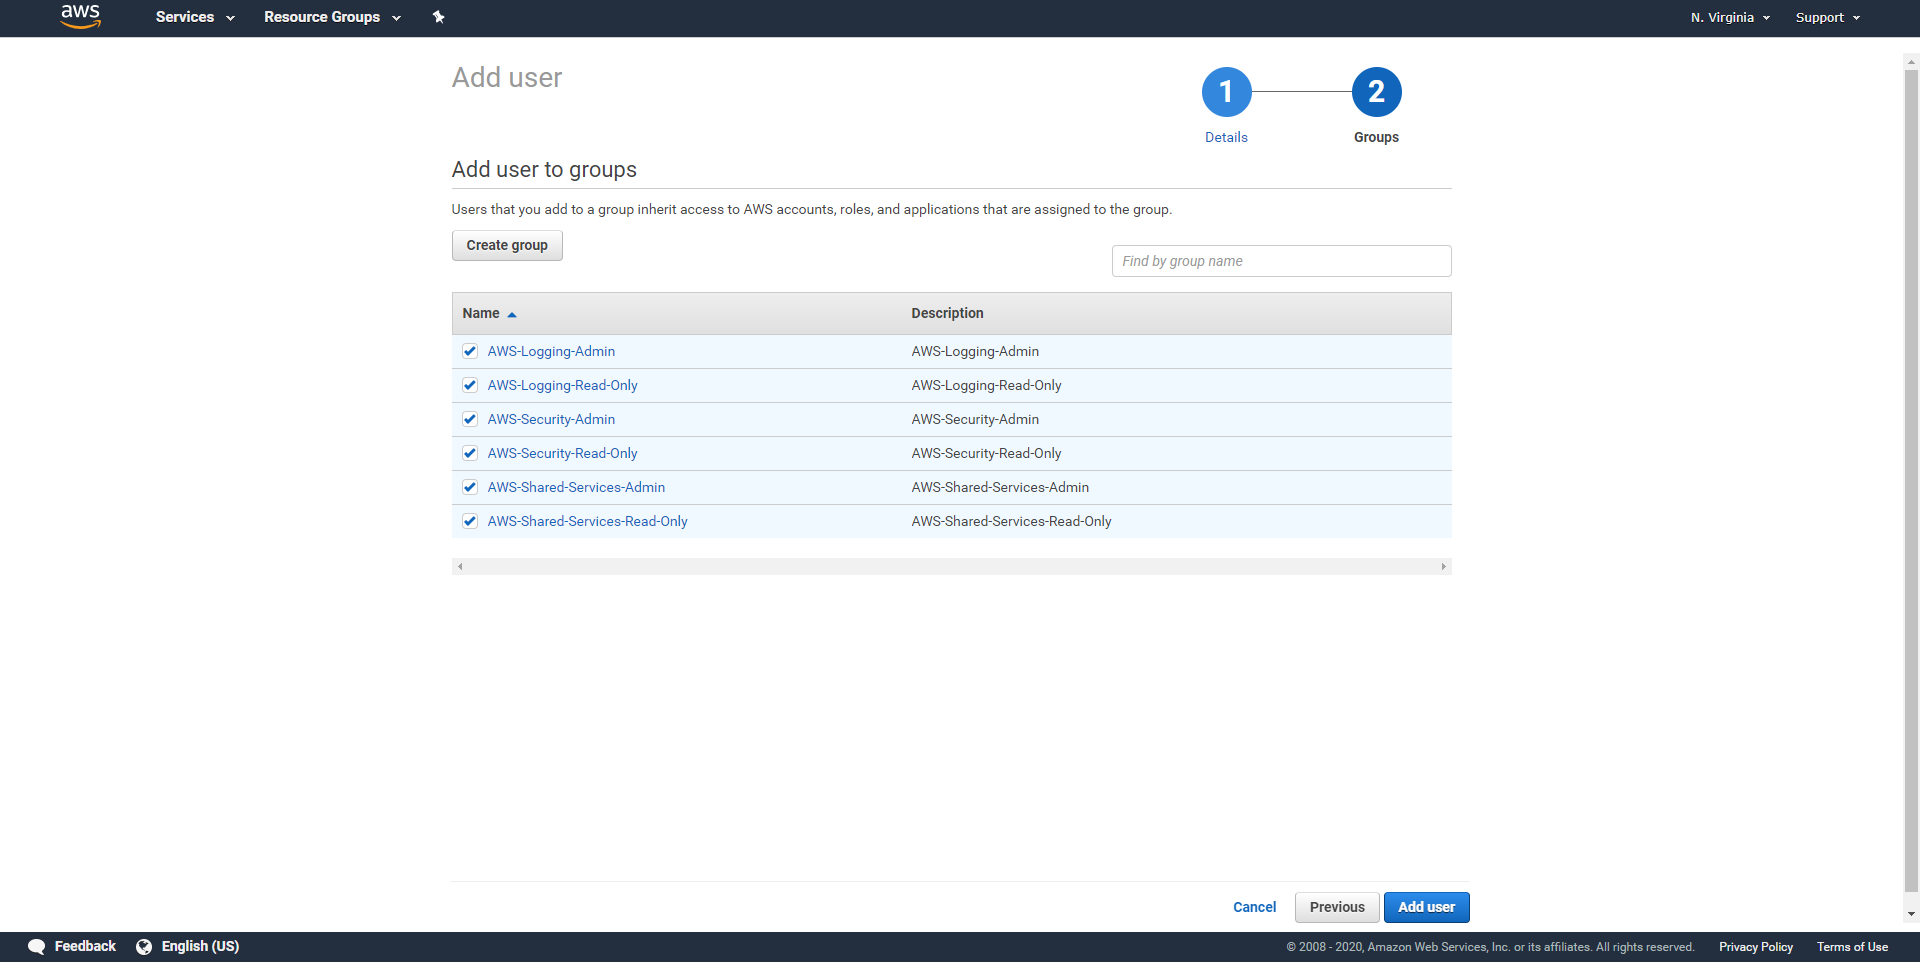 aws Services Resource Groups N. Virginia Support
Add user
1 2
Details Groups
Add user to groups
Users that you add to a group inherit access to AWS accounts, roles, and applications that are assigned to the group.
Create group
Find by group name
Name Description
AWS-Logging-Admin AWS-Logging-Admin
AWS-Logging-Read-Only AWS-Logging-Read-Only
AWS-Security-Admin AWS-Security-Admin
AWS-Security-Read-Only AWS-Security-Read-Only
AWS-Shared-Services-Admin AWS-Shared-Services-Admin
AWS-Shared-Services-Read-Only AWS-Shared-Services-Read-Only
Cancel Previous Add user
Feedback English (US) © 2008 - 2020, Amazon Web Services, Inc. or its affiliates. All rights reserved. Privacy Policy Terms of Use